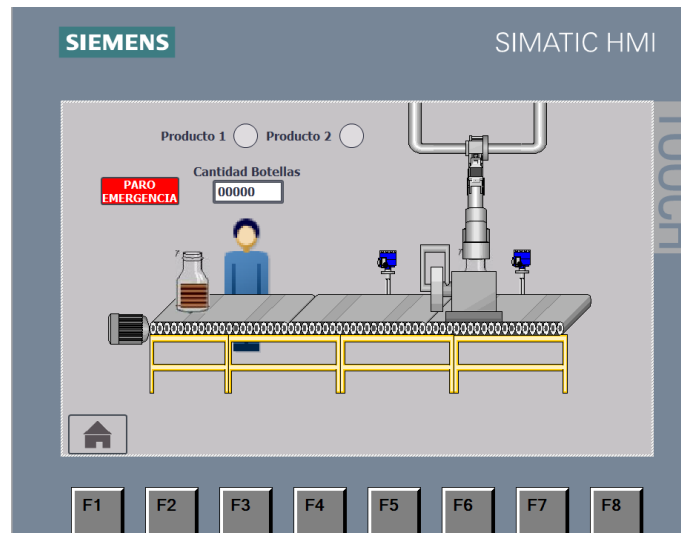 SIEMENS
SIMATIC HMI
TOUCH
Producto 1
Producto 2
Cantidad Botellas
00000
PARO
EMERGENCIA
F1
F2
F3
F4
F5
F6
F7
F8